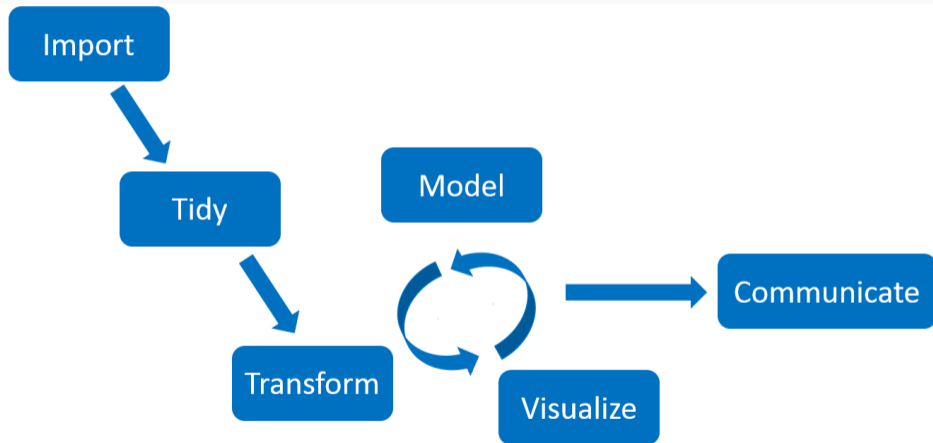 Import
Tidy
Model
Transform
Visualize
Communicate